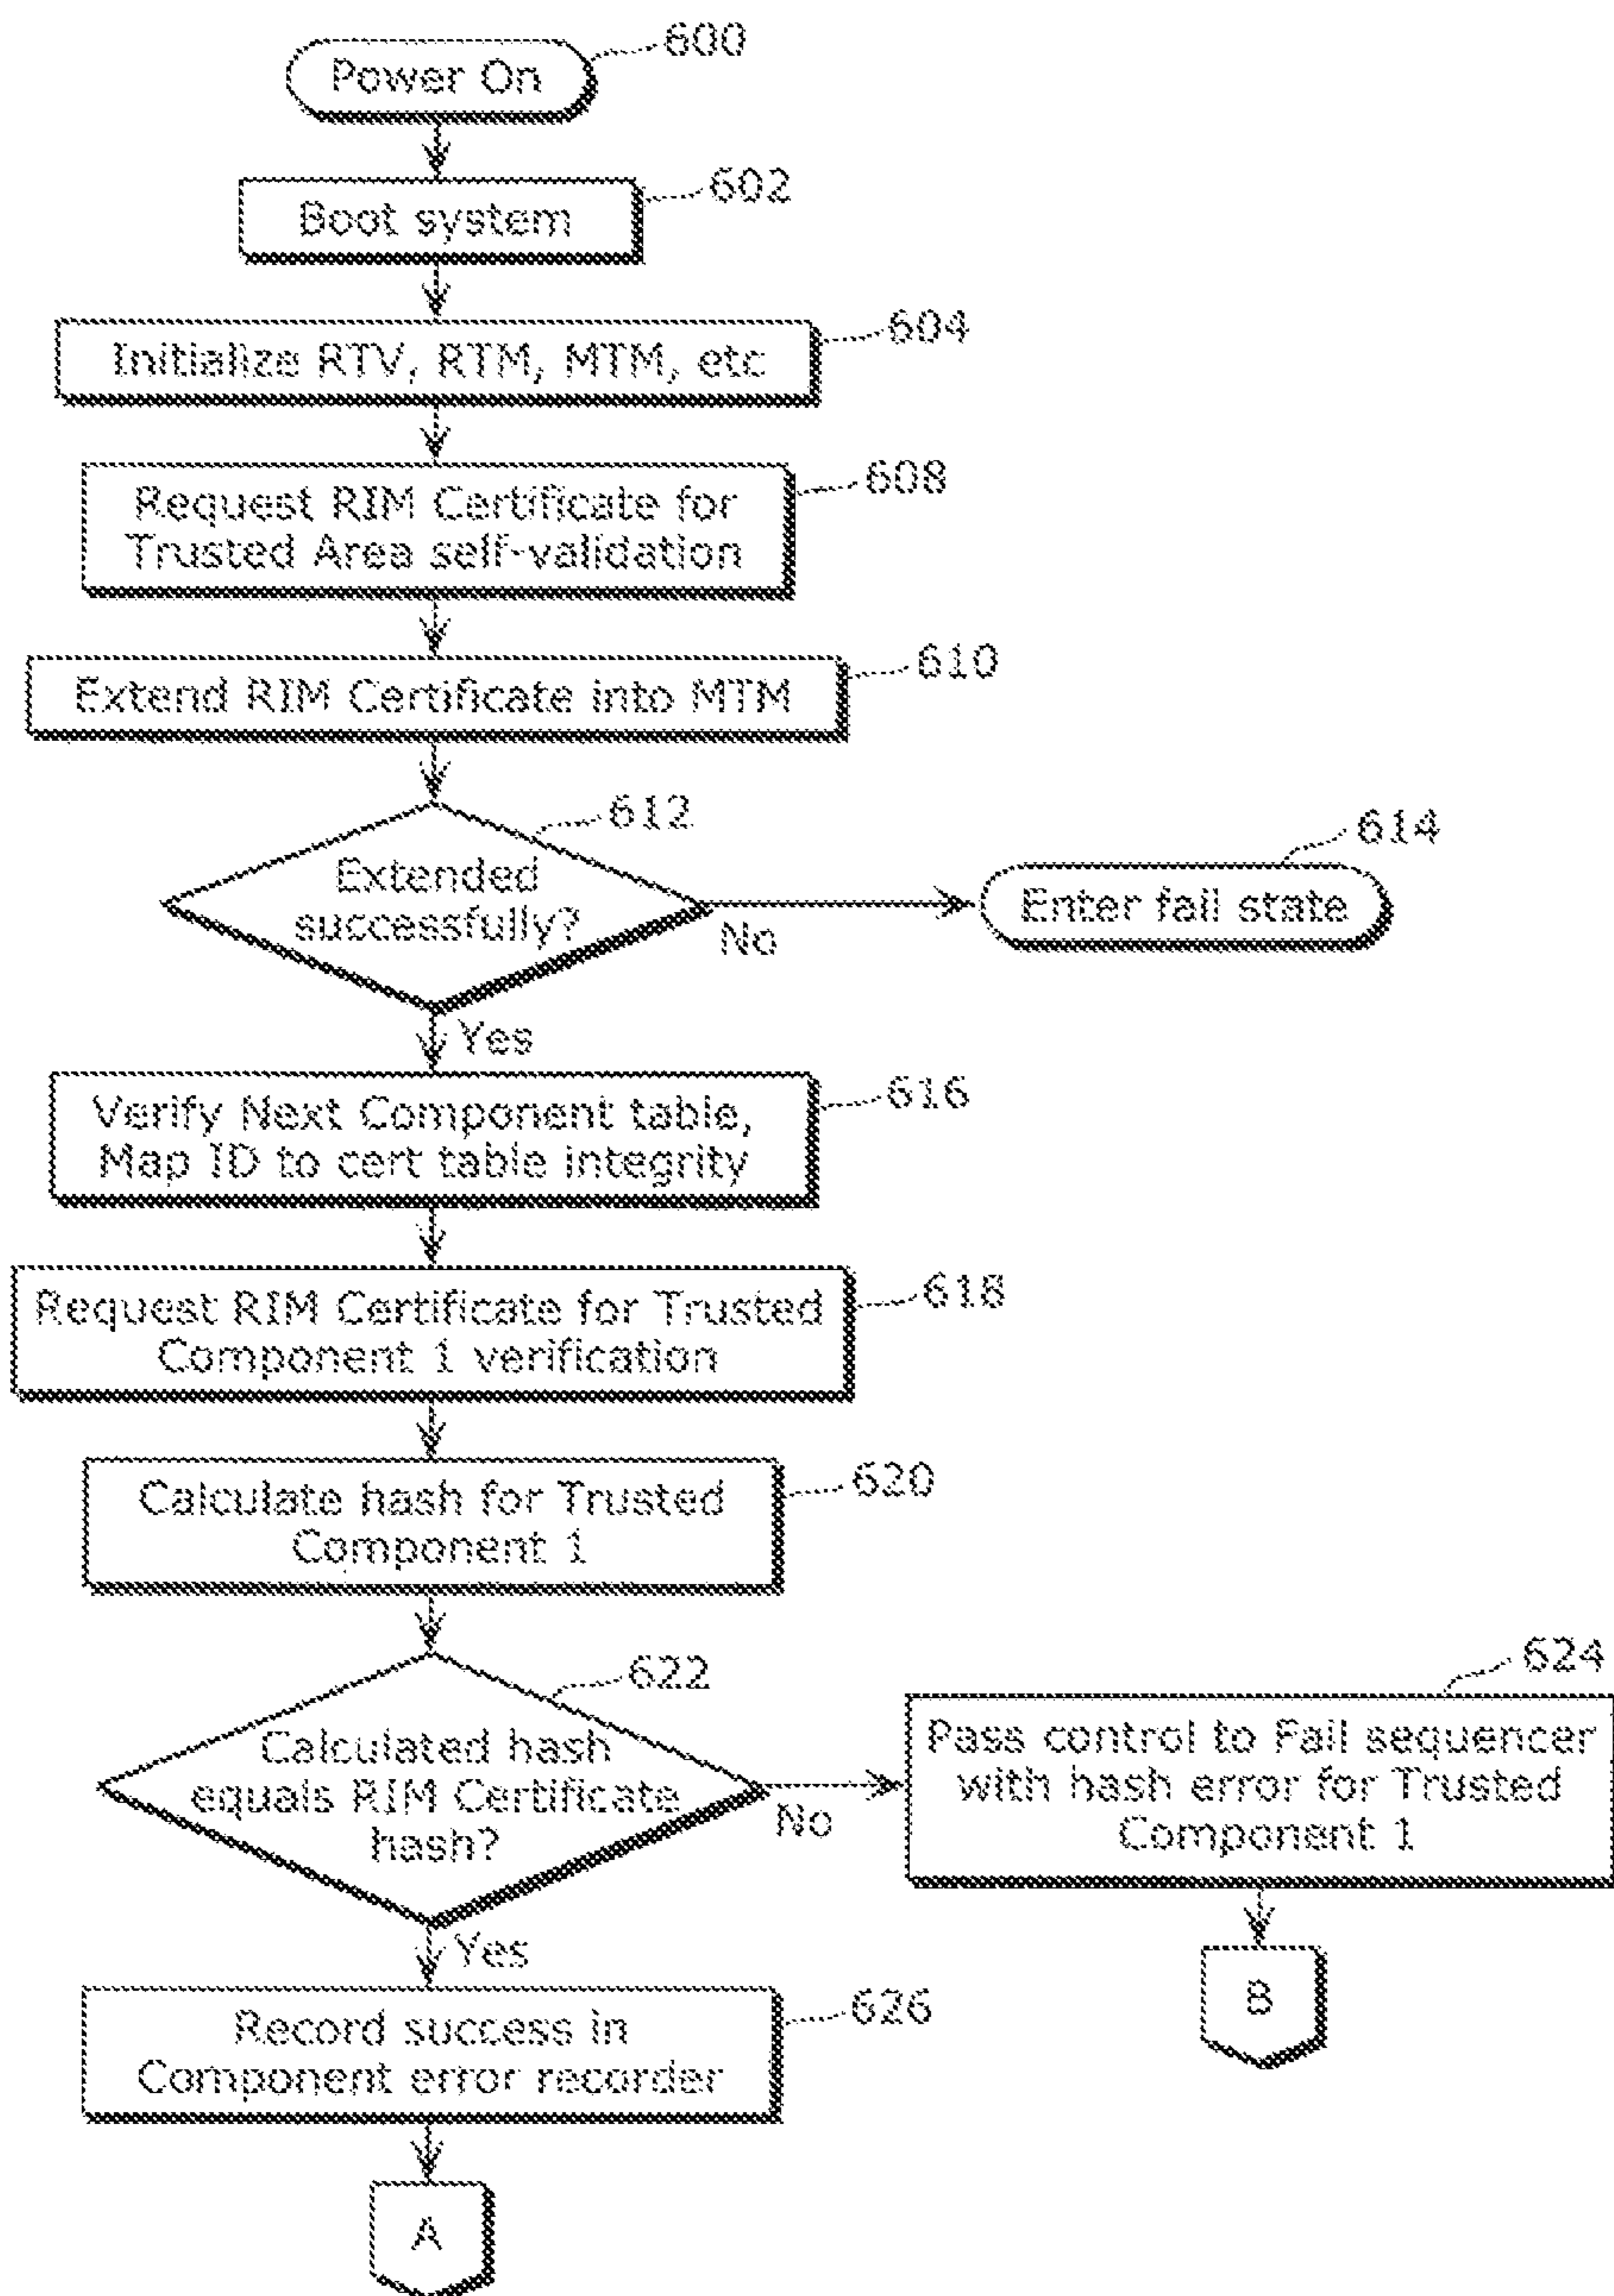 Power On
600
Boot system
602
Initialize RTV, RTM, MTM, etc
604
Request RIM Certificate for
Trusted Area self-validation
608
Extend RIM Certificate into MTM
610
Extended
successfully?
612
No
Enter fail state
614
Yes
Verify Next Component table,
Map ID to cert table integrity
616
Request RIM Certificate for Trusted
Component 1 verification
618
Calculate hash for Trusted
Component 1
620
Calculated hash
equals RIM Certificate
hash?
622
No
Pass control to Fail sequencer
with hash error for Trusted
Component 1
624
B
Yes
Record success in
Component error recorder
626
A